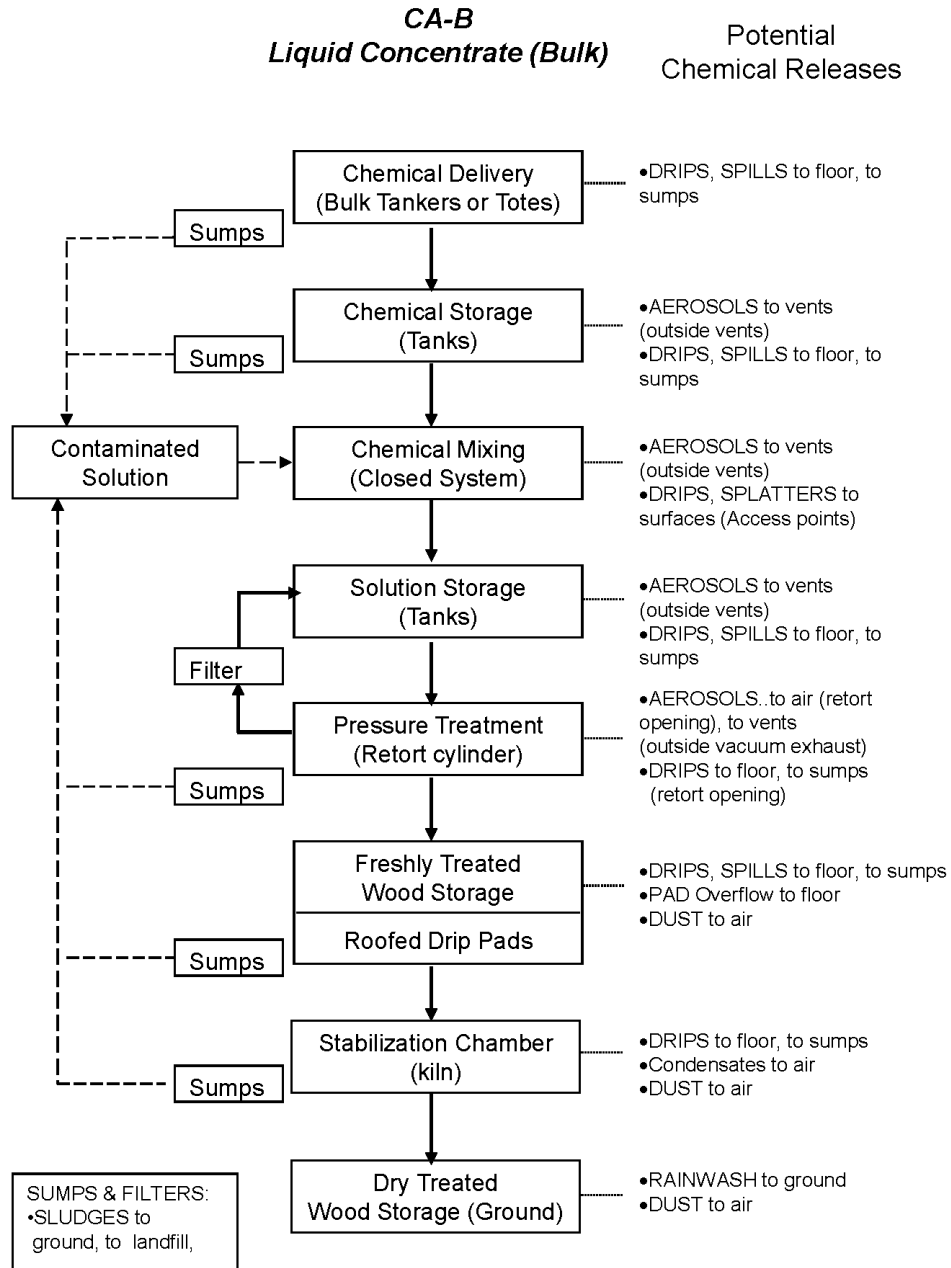 CA-B
Liquid Concentrate (Bulk)
Potential
Chemical Releases
Chemical Delivery
(Bulk Tankers or Totes)
•DRIPS, SPILLS to floor, to
sumps
Sumps
Chemical Storage
(Tanks)
•AEROSOLS to vents
(outside vents)
•DRIPS, SPILLS to floor, to
sumps
Sumps
Contaminated
Solution
Chemical Mixing
(Closed System)
•AEROSOLS to vents
(outside vents)
•DRIPS, SPLATTERS to
surfaces (Access points)
Solution Storage
(Tanks)
•AEROSOLS to vents
(outside vents)
•DRIPS, SPILLS to floor, to
sumps
Filter
Pressure Treatment
(Retort cylinder)
•AEROSOLS..to air (retort
opening), to vents
(outside vacuum exhaust)
•DRIPS to floor, to sumps
(retort opening)
Sumps
Freshly Treated
Wood Storage
Roofed Drip Pads
•DRIPS, SPILLS to floor, to sumps
•PAD Overflow to floor
•DUST to air
Sumps
Stabilization Chamber
(kiln)
•DRIPS to floor, to sumps
•Condensates to air
•DUST to air
Sumps
Dry Treated
Wood Storage (Ground)
•RAINWASH to ground
•DUST to air
SUMPS & FILTERS:
•SLUDGES to
ground, to landfill,